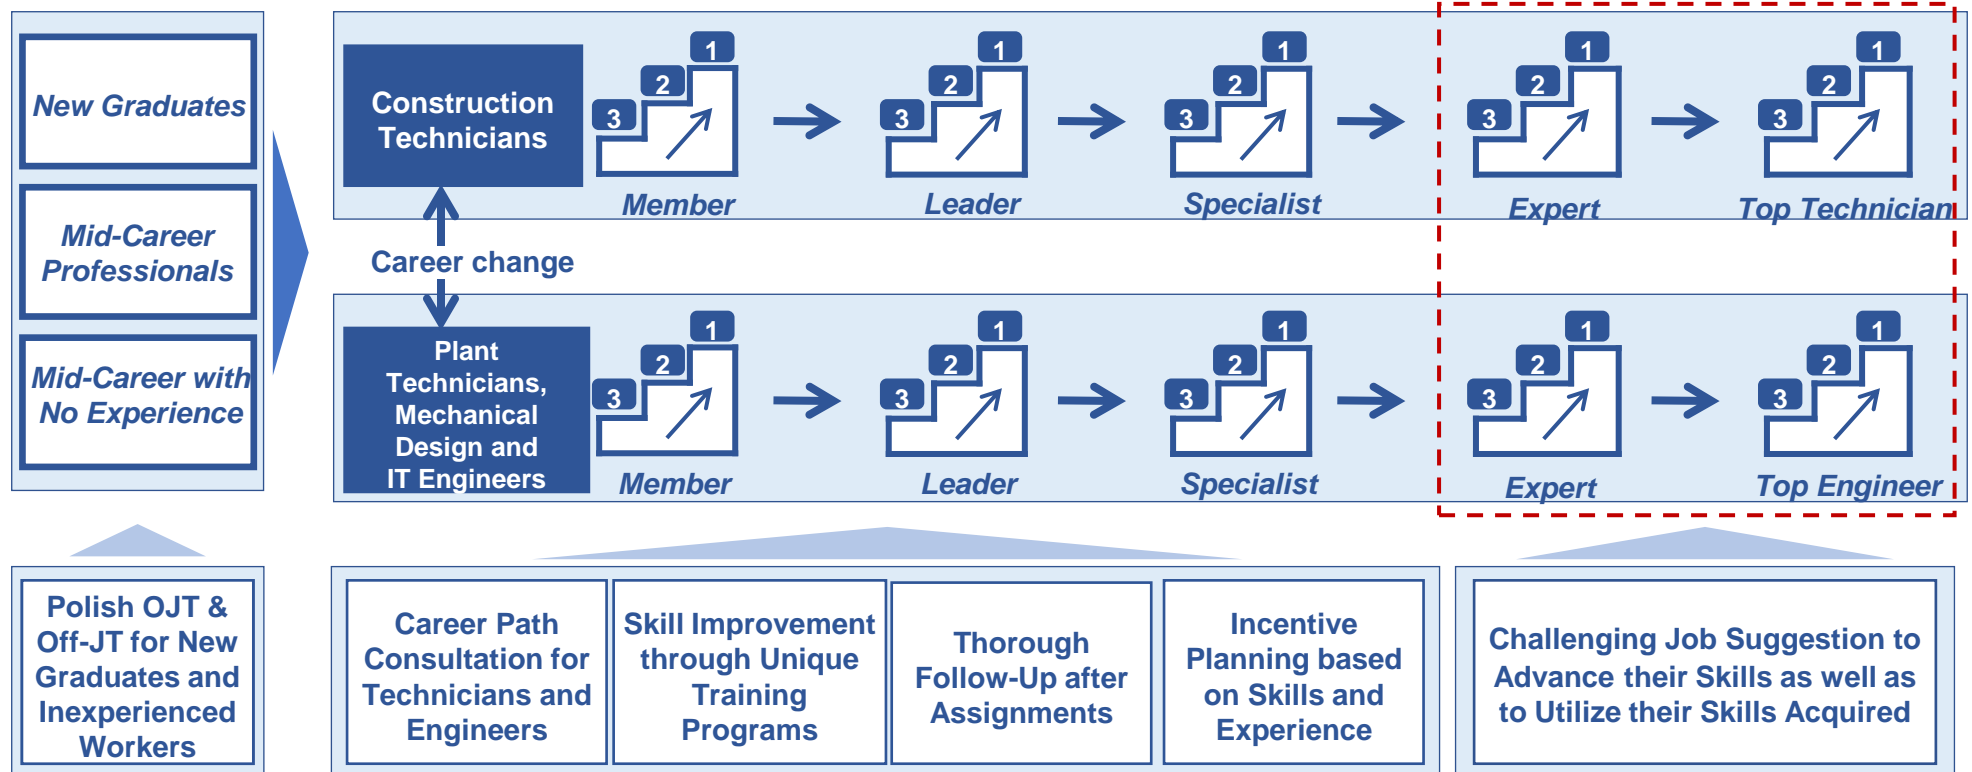 New Graduates
Mid-Career
Professionals
Mid-Career with
No Experience
Construction
Technicians
3
2
1
Member
3
2
1
Leader
3
2
1
Specialist
3
2
1
Expert
3
2
1
Top Technician
Career change
Plant
Technicians,
Mechanical
Design and
IT Engineers
3
2
1
Member
3
2
1
Leader
3
2
1
Specialist
3
2
1
Expert
3
2
1
Top Engineer
Polish OJT &
Off-JT for New
Graduates and
Inexperienced
Workers
Career Path
Consultation for
Technicians and
Engineers
Skill Improvement
through Unique
Training
Programs
Thorough
Follow-Up after
Assignments
Incentive
Planning based
on Skills and
Experience
Challenging Job Suggestion to
Advance their Skills as well as
to Utilize their Skills Acquired